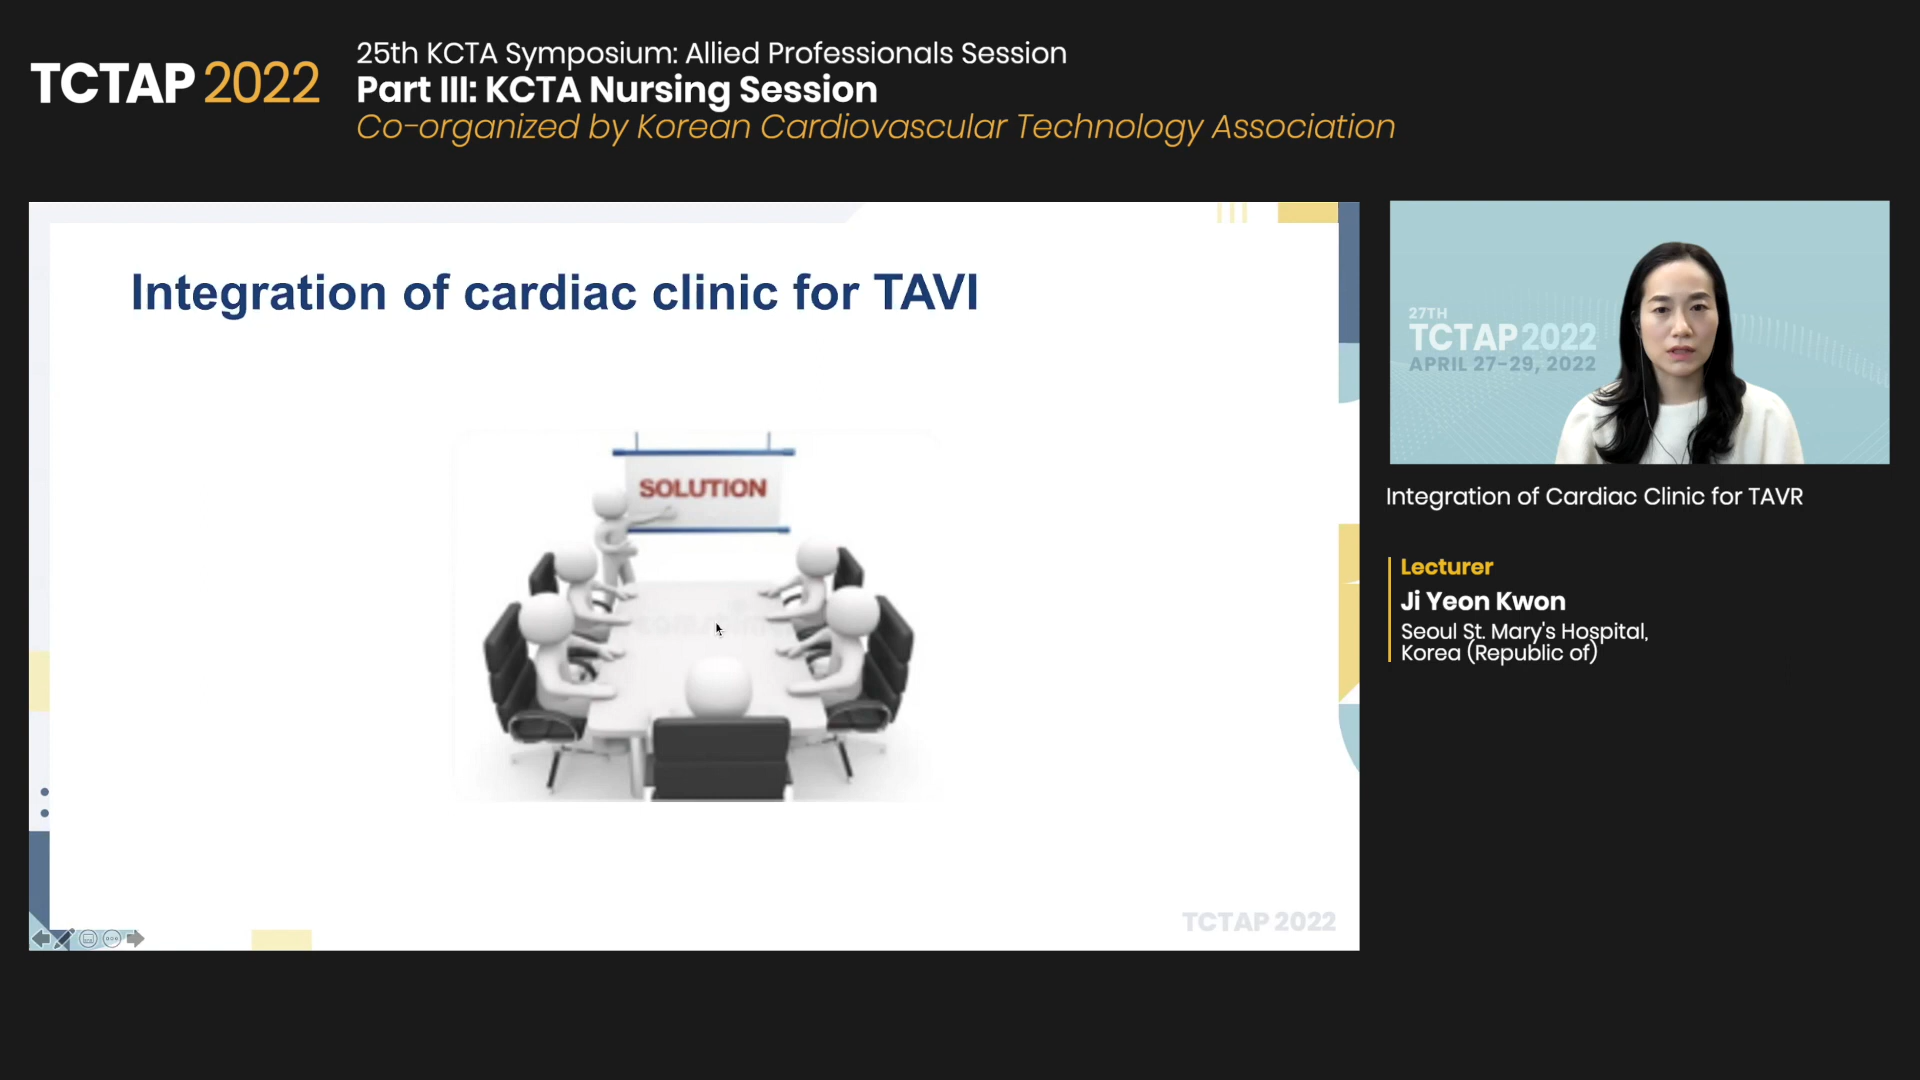 TCTAP 2022
25th KCTA Symposium: Allied Professionals Session
Part III: KCTA Nursing Session
Co-organized by Korean Cardiovascular Technology Association
Integration of cardiac clinic for TAVI
SOLUTION
TCTAP 2022
27TH
TCTAP 2022
APRIL 27-29, 2022
Integration of Cardiac Clinic for TAVR
Lecturer
Ji Yeon Kwon
Seoul St. Mary's Hospital,
Korea (Republic of)